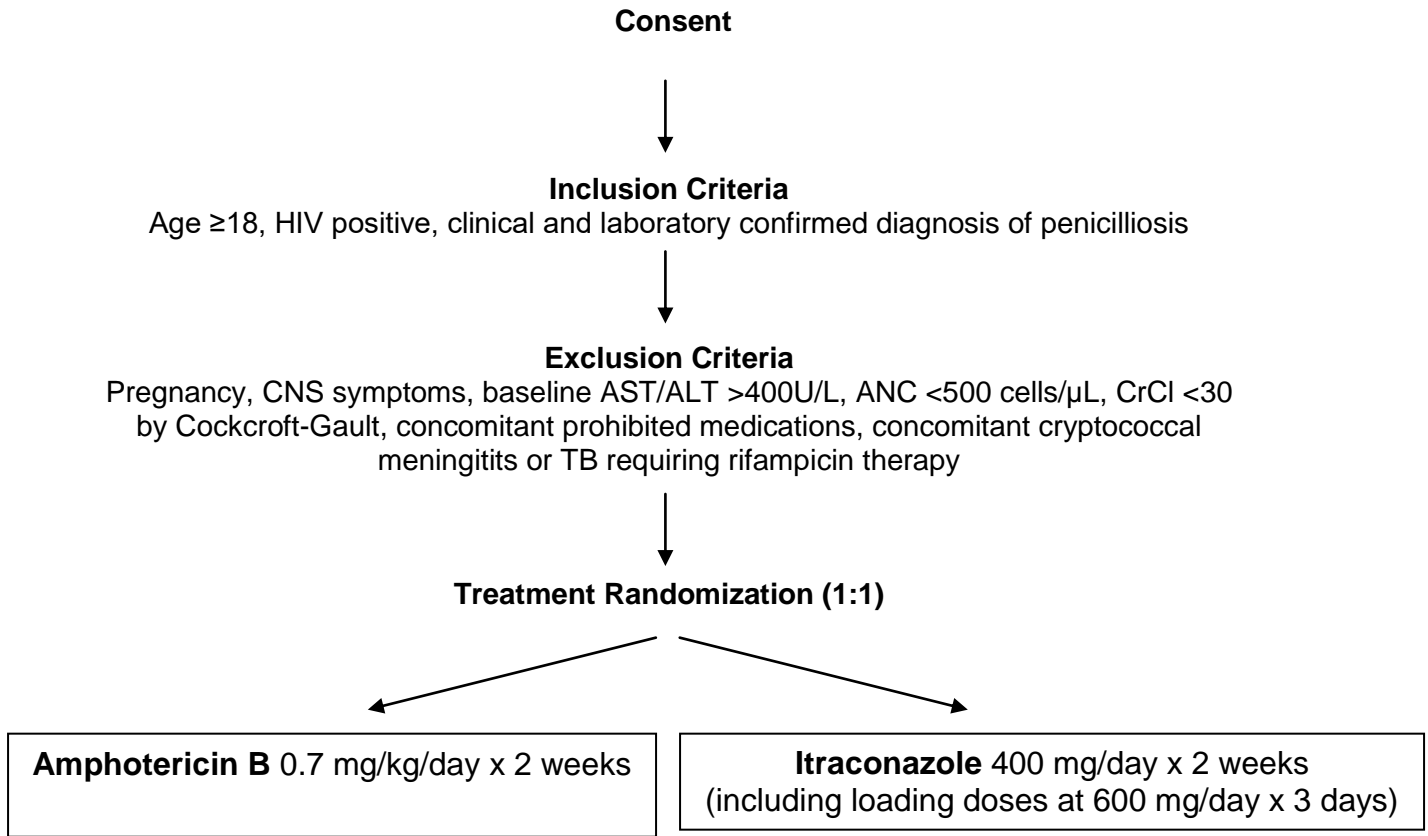 Consent
Inclusion Criteria
Age ≥18, HIV positive, clinical and laboratory confirmed diagnosis of penicilliosis
Exclusion Criteria
Pregnancy, CNS symptoms, baseline AST/ALT >400U/L, ANC <500 cells/µL, CrCl <30
by Cockcroft-Gault, concomitant prohibited medications, concomitant cryptococcal
meningitits or TB requiring rifampicin therapy
Treatment Randomization (1:1)
Amphotericin B 0.7 mg/kg/day x 2 weeks
Itraconazole 400 mg/day x 2 weeks
(including loading doses at 600 mg/day x 3 days)